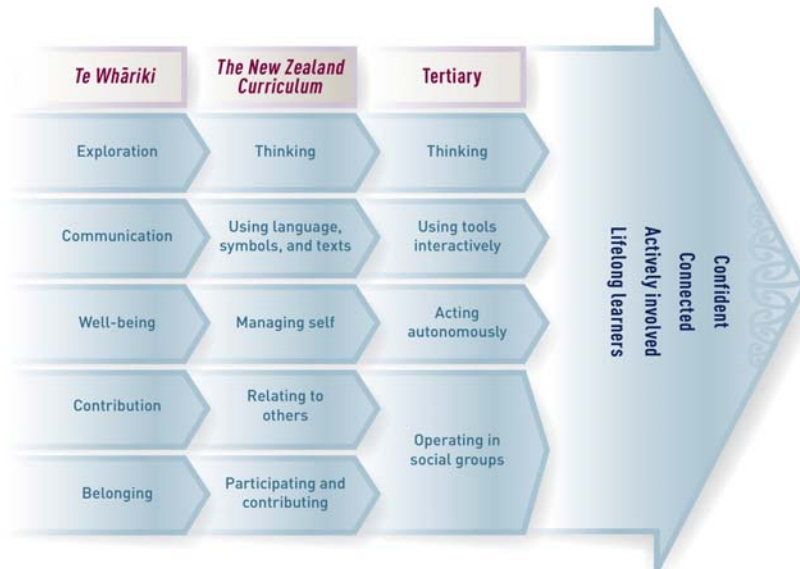 Te Whāriki
The New Zealand
Curriculum
Tertiary
Exploration
Thinking
Thinking
Communication
Using language,
symbols, and texts
Using tools
interactively
Well-being
Managing self
Acting
autonomously
Contribution
Relating to
others
Operating in
social groups
Belonging
Participating and
contributing
Confident
Connected
Actively involved
Lifelong learners